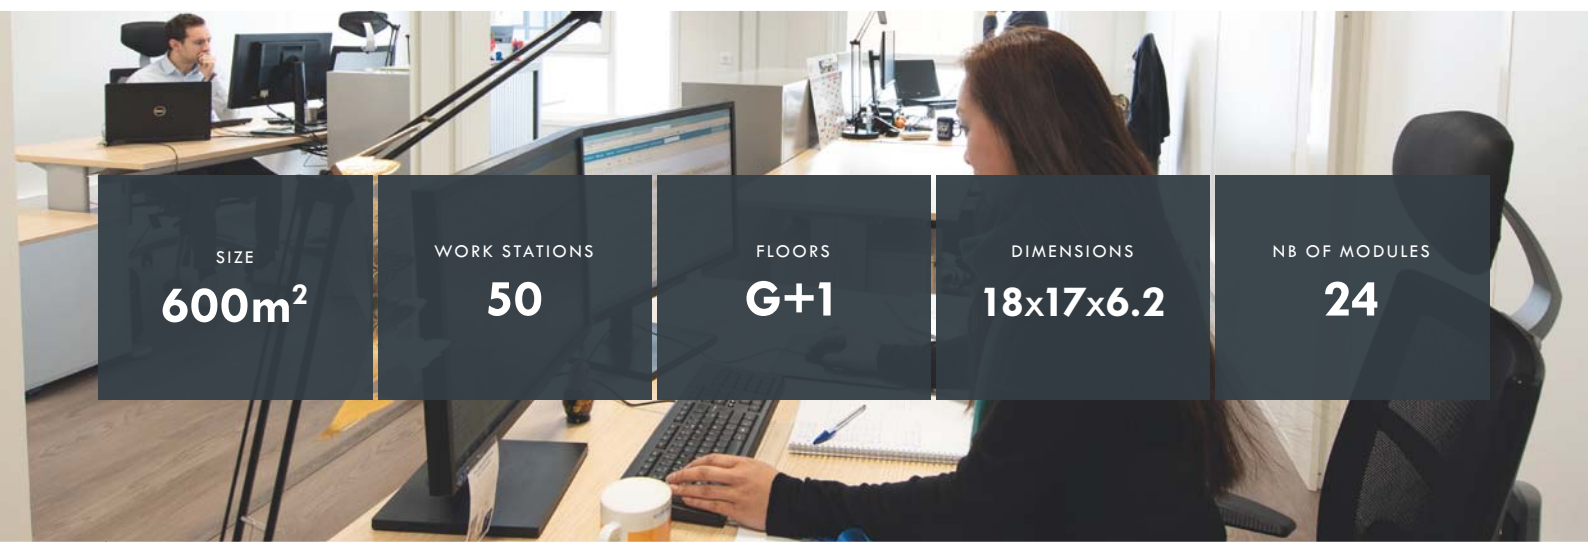 SIZE
600m²
WORK STATIONS
50
FLOORS
G+1
DIMENSIONS
18x17x6.2
NB OF MODULES
24